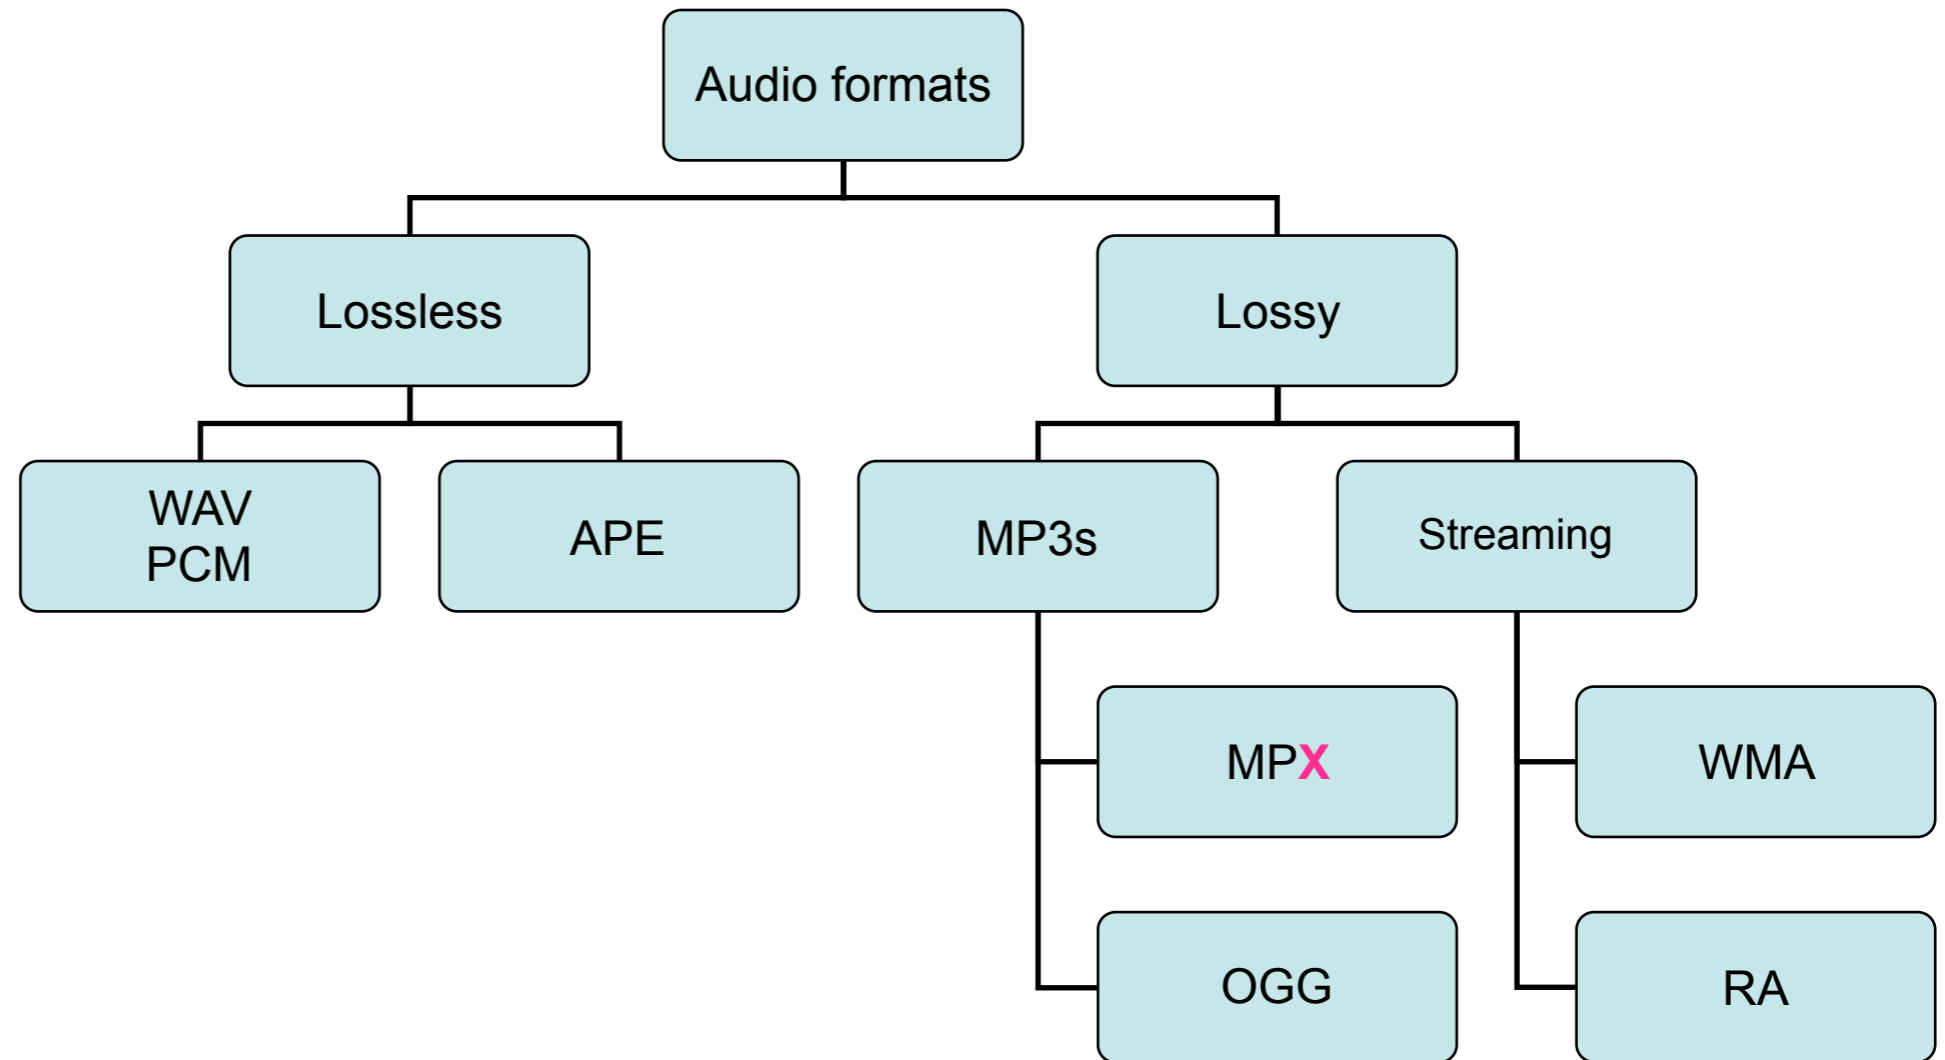 Audio formats
Lossless
Lossy
WAV
PCM
APE
MP3s
Streaming
MPX
WMA
OGG
RA